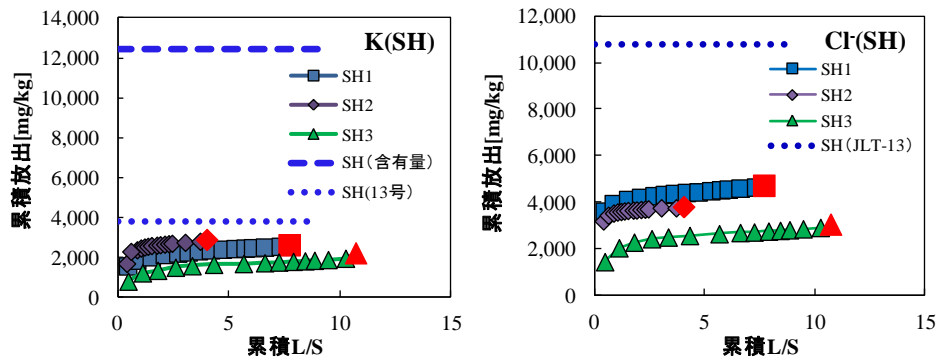 K(SH)
累積放出[mg/kg]
14,000
12,000
10,000
8,000
6,000
4,000
2,000
0
SH1
SH2
SH3
SH(含有量)
SH(13号)
0 5 10 15
累積L/S
Cl-(SH)
累積放出[mg/kg]
12,000
10,000
8,000
6,000
4,000
2,000
0
SH1
SH2
SH3
SH(JLT-13)
0 5 10 15
累積L/S